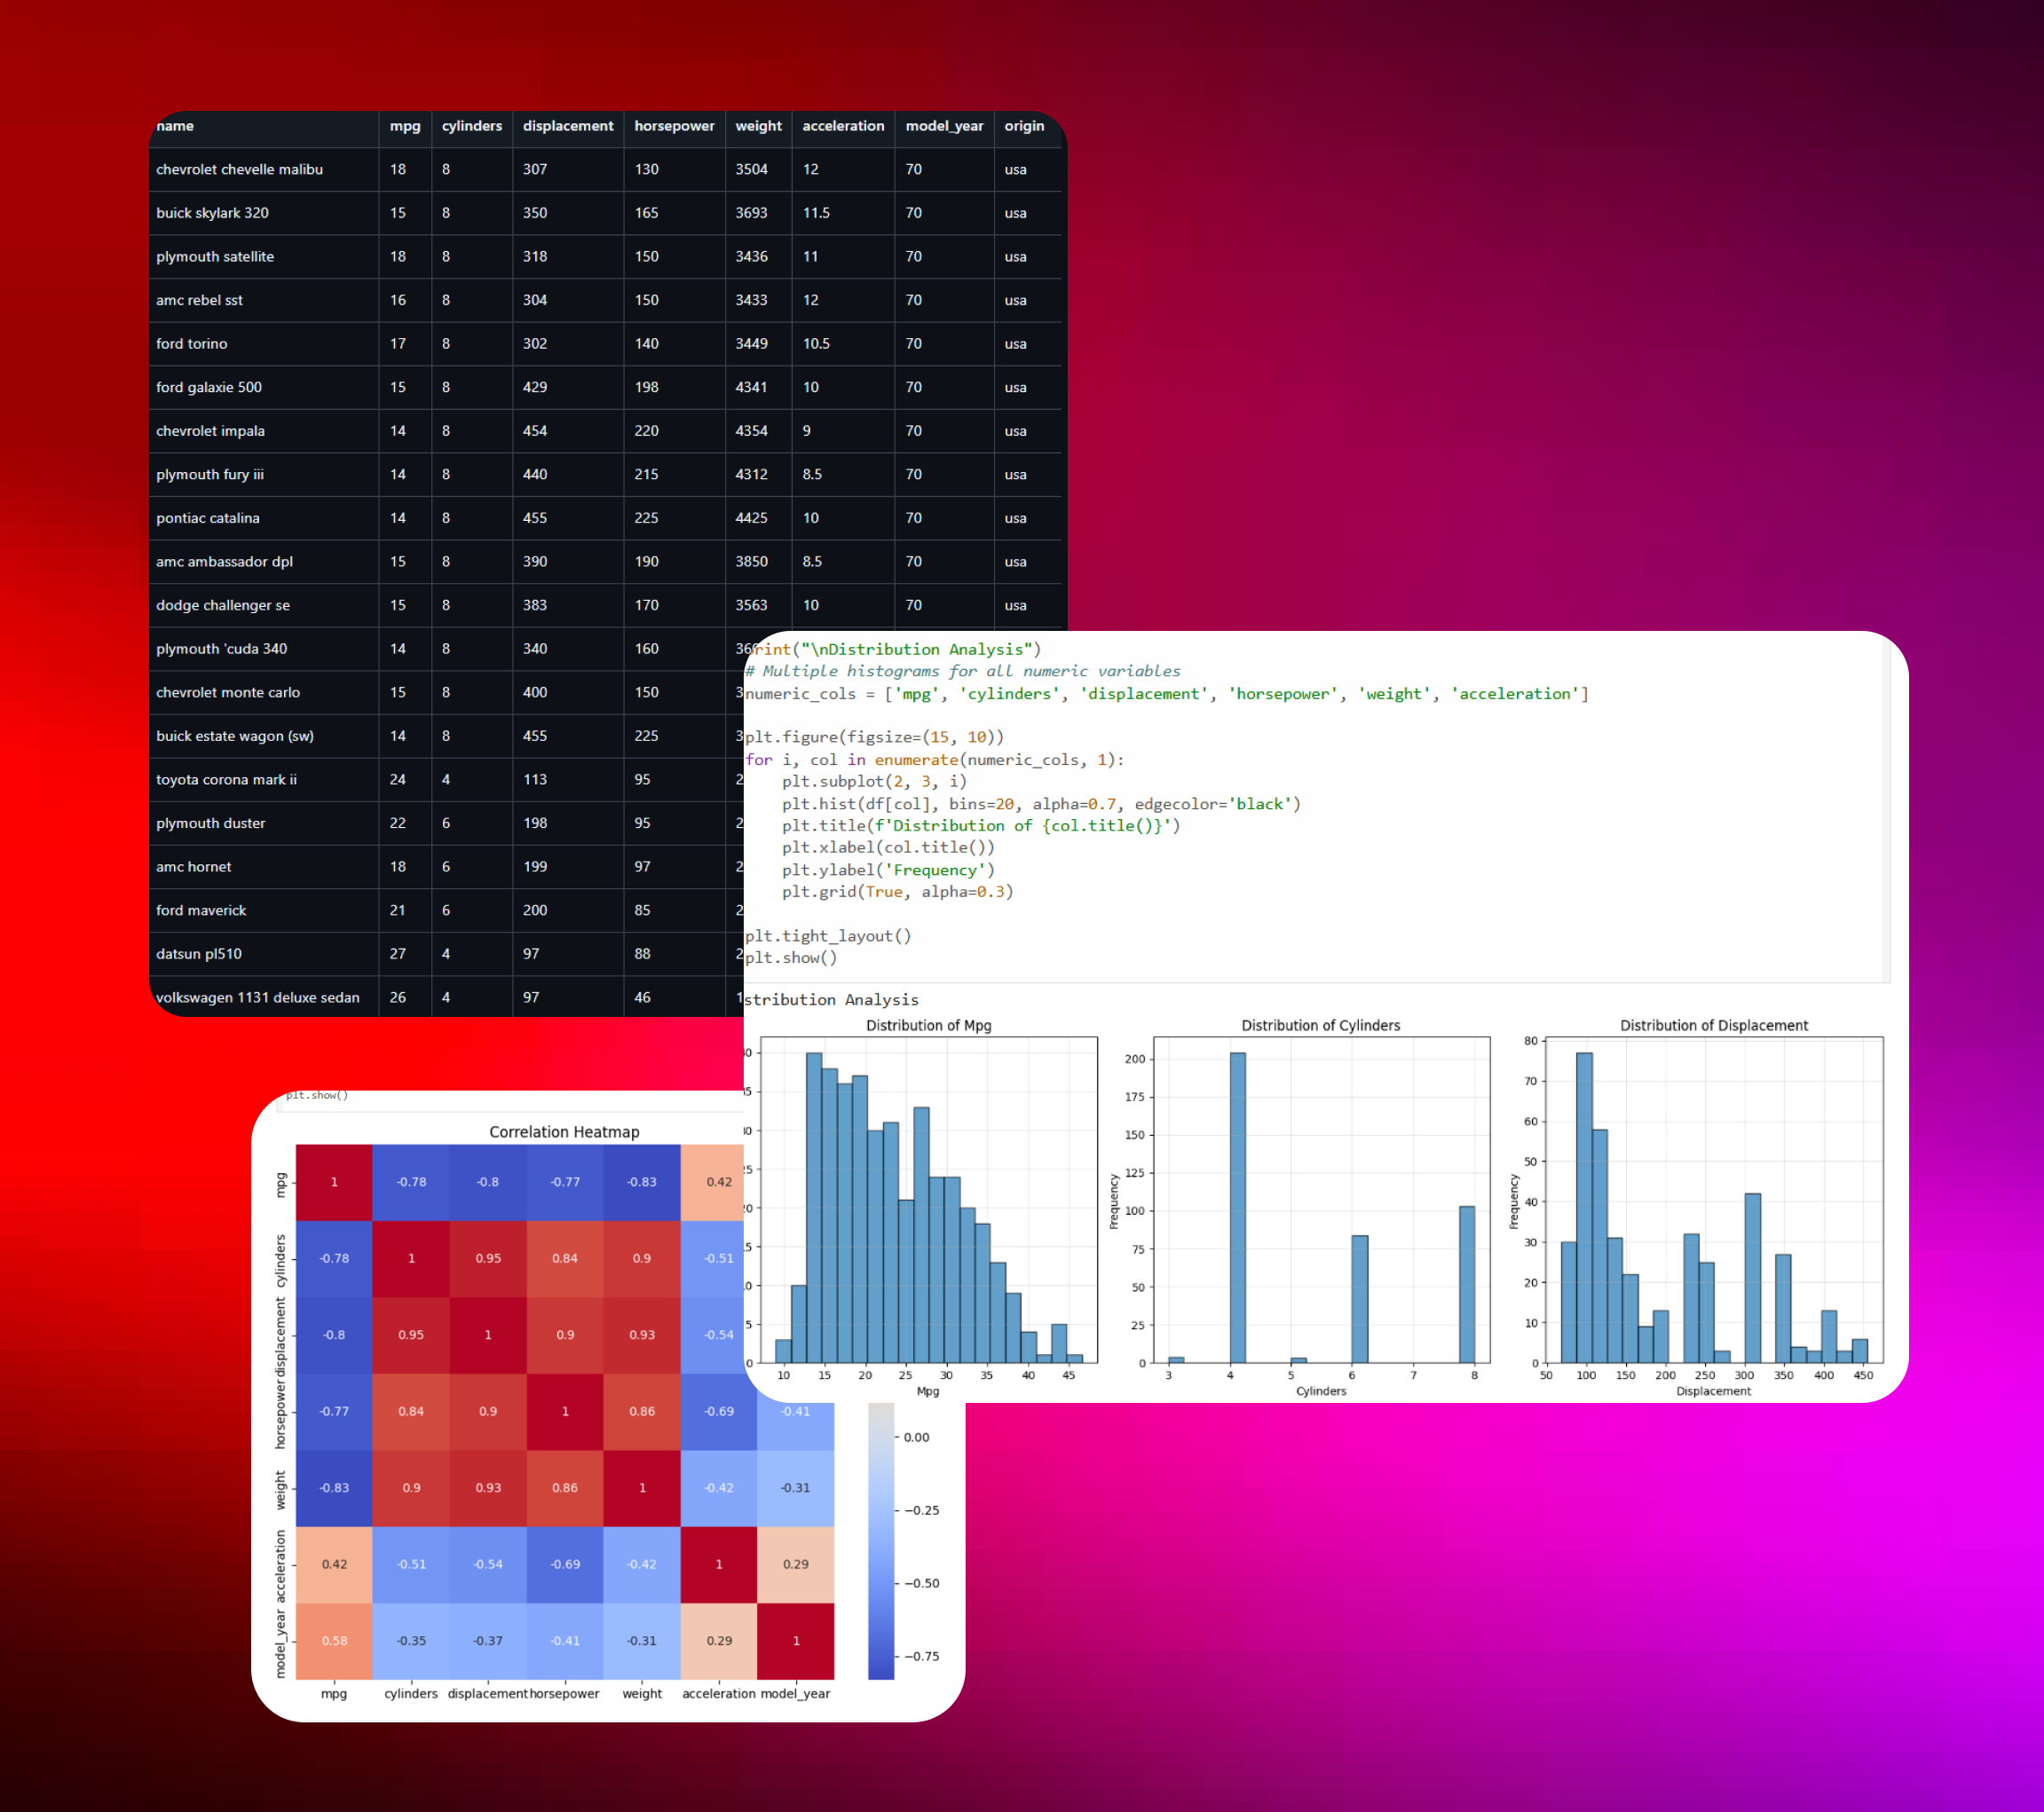 name mpg cylinders displacement horsepower weight acceleration model_year origin
chevrolet chevelle malibu 18 8 307 130 3504 12 70 usa
buick skylark 320 15 8 350 165 3693 11.5 70 usa
plymouth satellite 18 8 318 150 3436 11 70 usa
amc rebel sst 16 8 304 150 3433 12 70 usa
ford torino 17 8 302 140 3449 10.5 70 usa
ford galaxie 500 15 8 429 198 4341 10 70 usa
chevrolet impala 14 8 454 220 4354 9 70 usa
plymouth fury iii 14 8 440 215 4312 8.5 70 usa
pontiac catalina 14 8 455 225 4425 10 70 usa
amc ambassador dpl 15 8 390 190 3850 8.5 70 usa
dodge challenger se 15 8 383 170 3563 10 70 usa
plymouth 'cuda 340 14 8 340 160
chevrolet monte carlo 15 8 400 150 3
buick estate wagon (sw) 14 8 455 225 3
toyota corona mark ii 24 4 113 95 2
plymouth duster 22 6 198 95 2
amc hornet 18 6 199 97 2
ford maverick 21 6 200 85 2
datsun pl510 27 4 97 88 2
volkswagen 1131 deluxe sedan 26 4 97 46 1
rint("\nDistribution Analysis")
# Multiple histograms for all numeric variables
numeric_cols = ['mpg', 'cylinders', 'displacement', 'horsepower', 'weight', 'acceleration']
plt.figure(figsize=(15, 10))
for i, col in enumerate(numeric_cols, 1):
plt.subplot(2, 3, i)
plt.hist(df[col], bins=20, alpha=0.7, edgecolor='black')
plt.title(f'Distribution of {col.title()}')
plt.xlabel(col.title())
plt.ylabel('Frequency')
plt.grid(True, alpha=0.3)
plt.tight_layout()
plt.show()
stribution Analysis
Distribution of Mpg
0
5
0
5
0
5
0
5
0
10 15 20 25 30 35 40 45
Mpg
Distribution of Cylinders
Frequency
200
175
150
125
100
75
50
25
0
3 4 5 6 7 8
Cylinders
Distribution of Displacement
Frequency
80
70
60
50
40
30
20
10
0
50 100 150 200 250 300 350 400 450
Displacement
plt.show()
Correlation Heatmap
mpg 1 -0.78 -0.8 -0.77 -0.83 0.42
cylinders -0.78 1 0.95 0.84 0.9 -0.51
displacement -0.8 0.95 1 0.9 0.93 -0.54
horsepower -0.77 0.84 0.9 1 0.86 -0.69 -0.41
weight -0.83 0.9 0.93 0.86 1 -0.42 -0.31
acceleration 0.42 -0.51 -0.54 -0.69 -0.42 1 0.29
model_year 0.58 -0.35 -0.37 -0.41 -0.31 0.29 1
mpg cylinders displacement horsepower weight acceleration model_year
0.00
−0.25
−0.50
−0.75